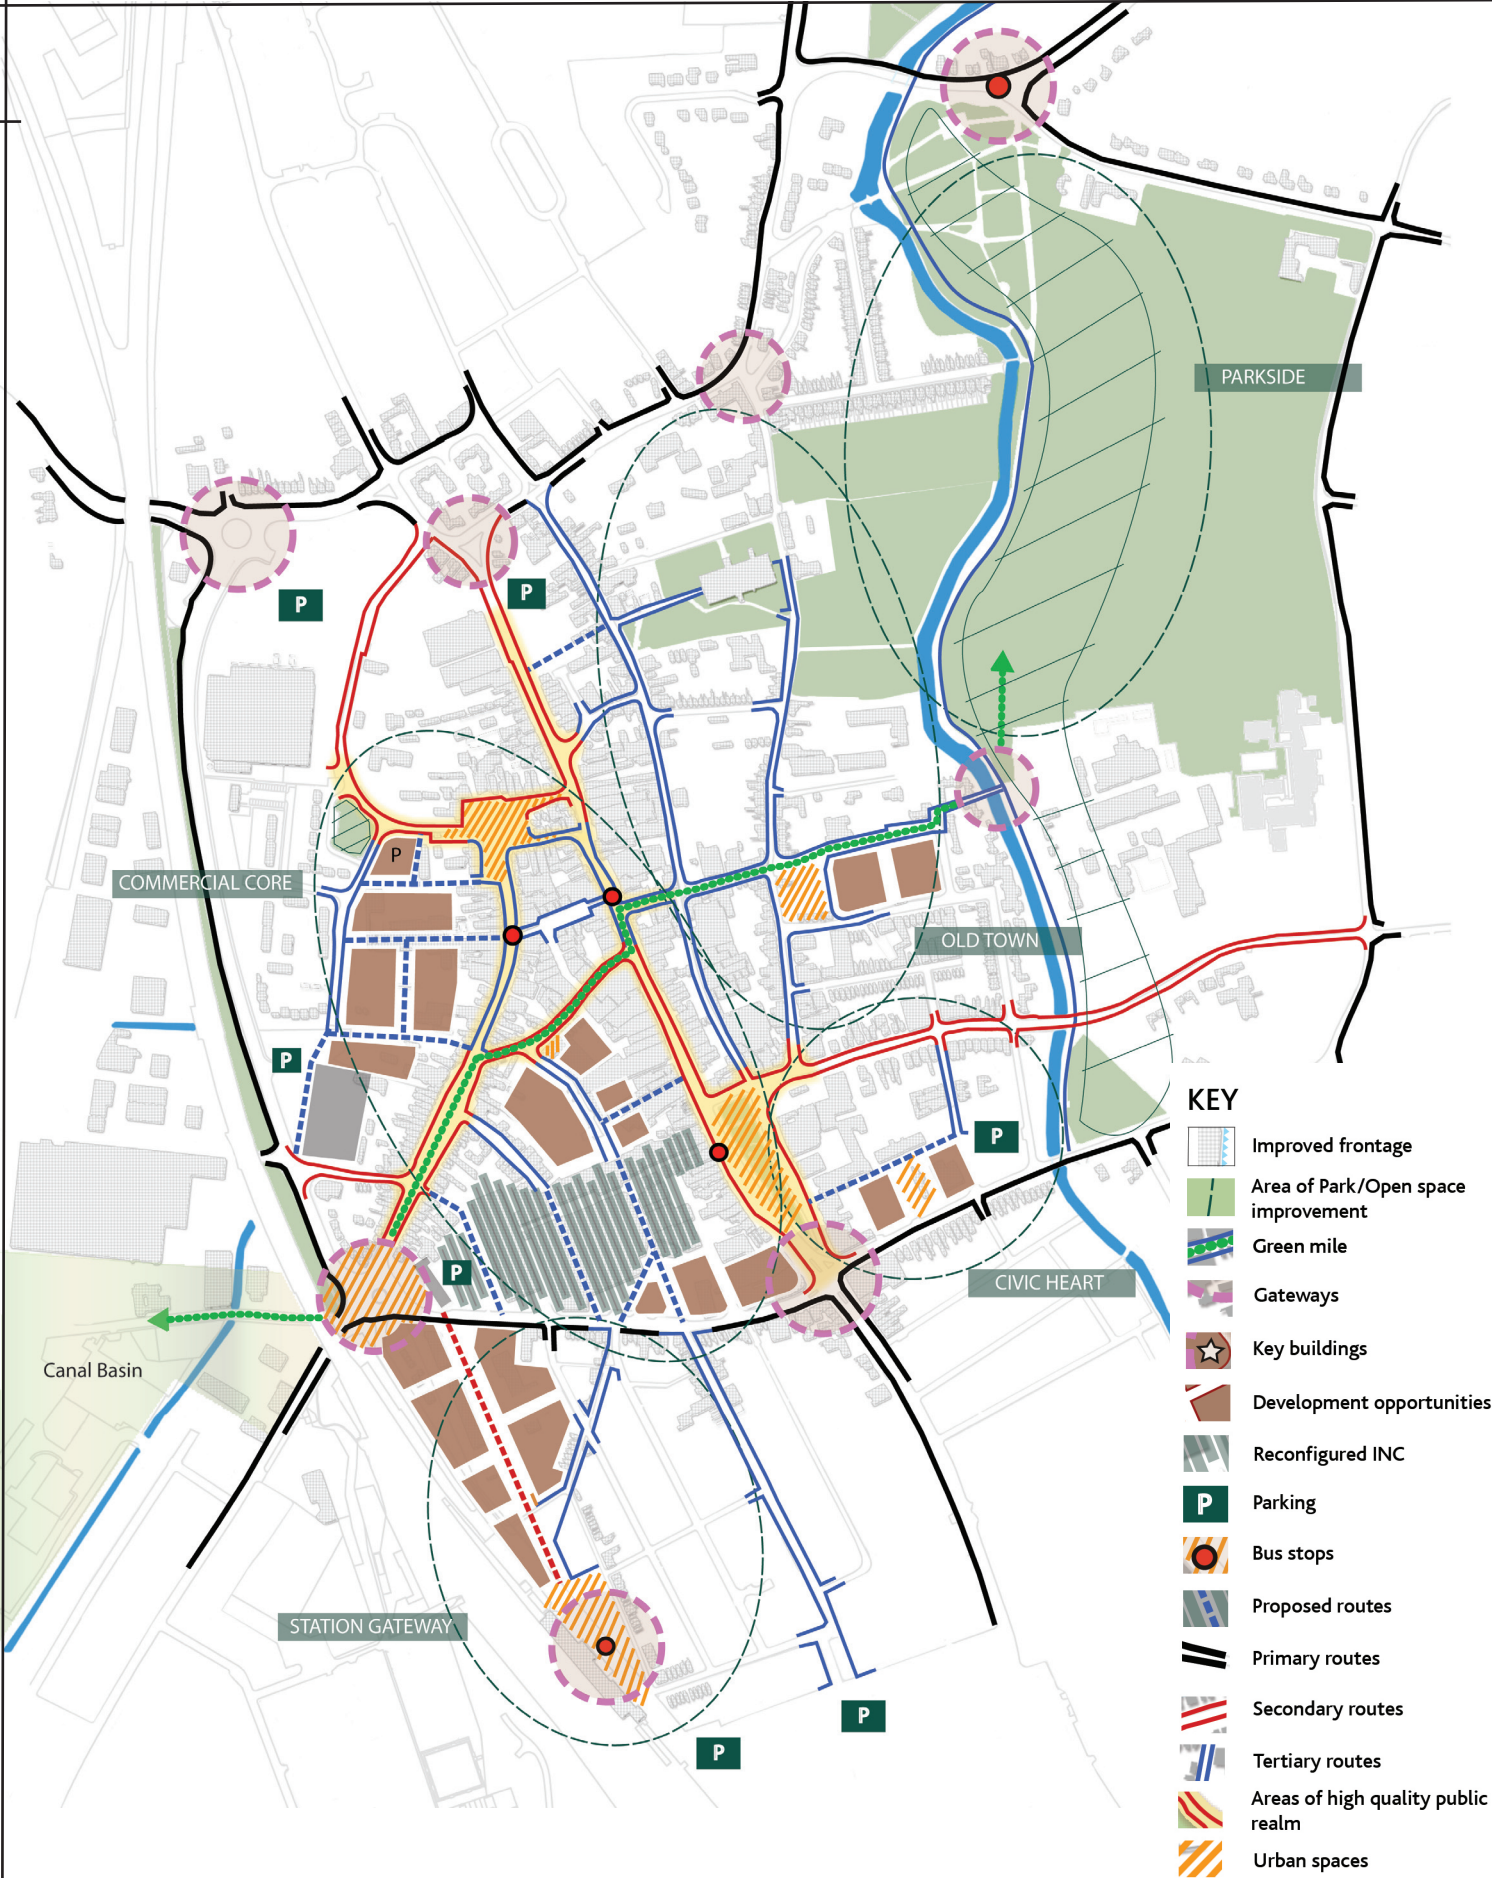 PARKSIDE
P
P
P
COMMERCIAL CORE
OLD TOWN
P
P
P
CIVIC HEART
Canal Basin
STATION GATEWAY
P
P
KEY
Improved frontage
Area of Park/Open space
improvement
Green mile
Gateways
Key buildings
Development opportunities
Reconfigured INC
P
Parking
Bus stops
Proposed routes
Primary routes
Secondary routes
Tertiary routes
Areas of high quality public
realm
Urban spaces